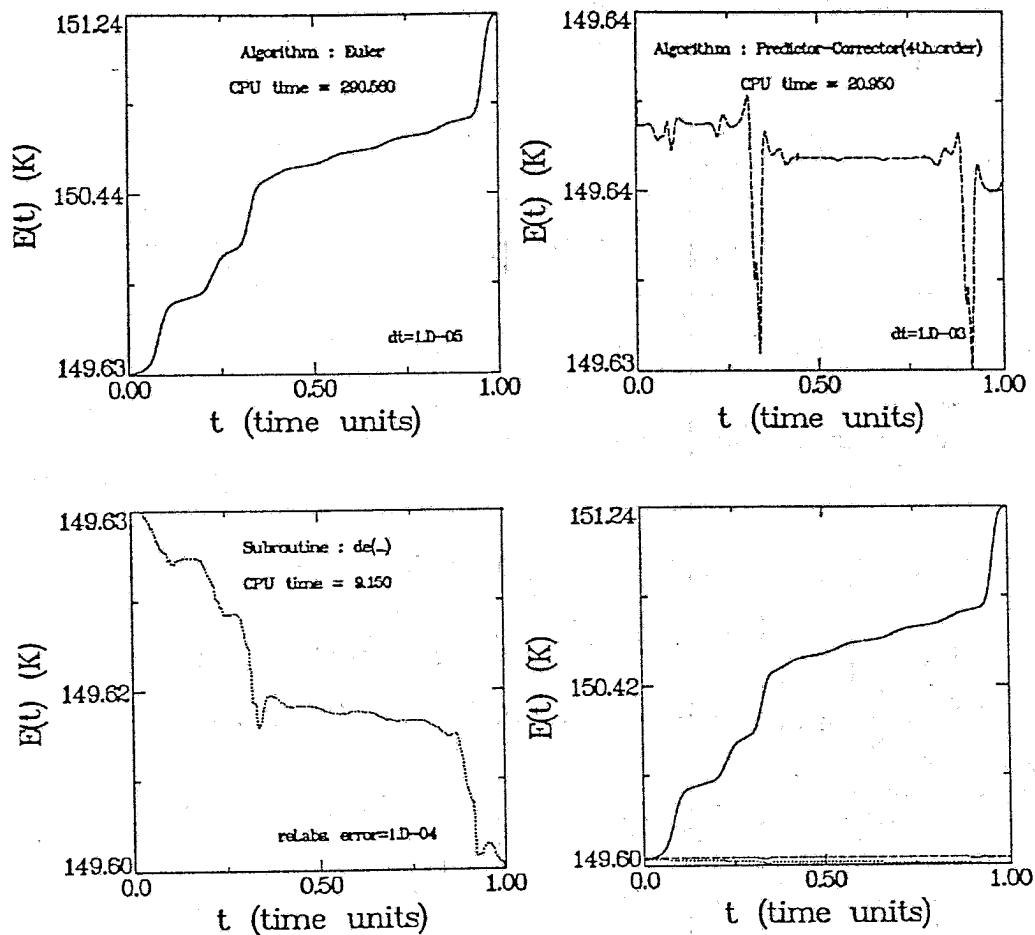 151.24
Algorithm : Euler
CPU time = 290.560
E(t) (K)
150.44
dt=1.D-05
149.63
0.00
0.50
1.00
t (time units)
149.64
Algorithm : Predictor-Corrector(4th.order)
CPU time = 20.950
E(t) (K)
149.64
dt=1.D-03
149.63
0.0
0.50
1.00
t (time units)
149.63
Subroutine : de(...)
CPU time = 9.150
E(t) (K)
149.62
rel.abs. error=1.D-04
149.60
0.0
0.50
1.00
t (time units)
151.24
E(t) (K)
150.42
149.60
0.0
0.50
1.00
t (time units)